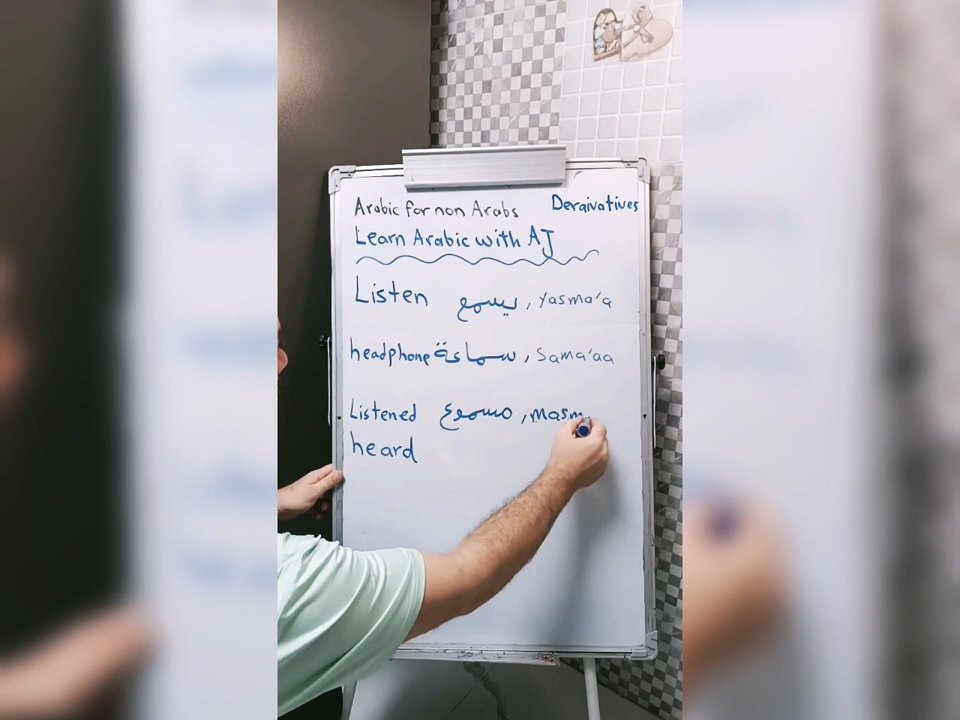 Arabic for non Arabs
Deraivatives
Learn Arabic with AJ
Listen يسمع , Yasma'a
headphone سماعة , Sama'aa
Listened مسموع , masm
heard